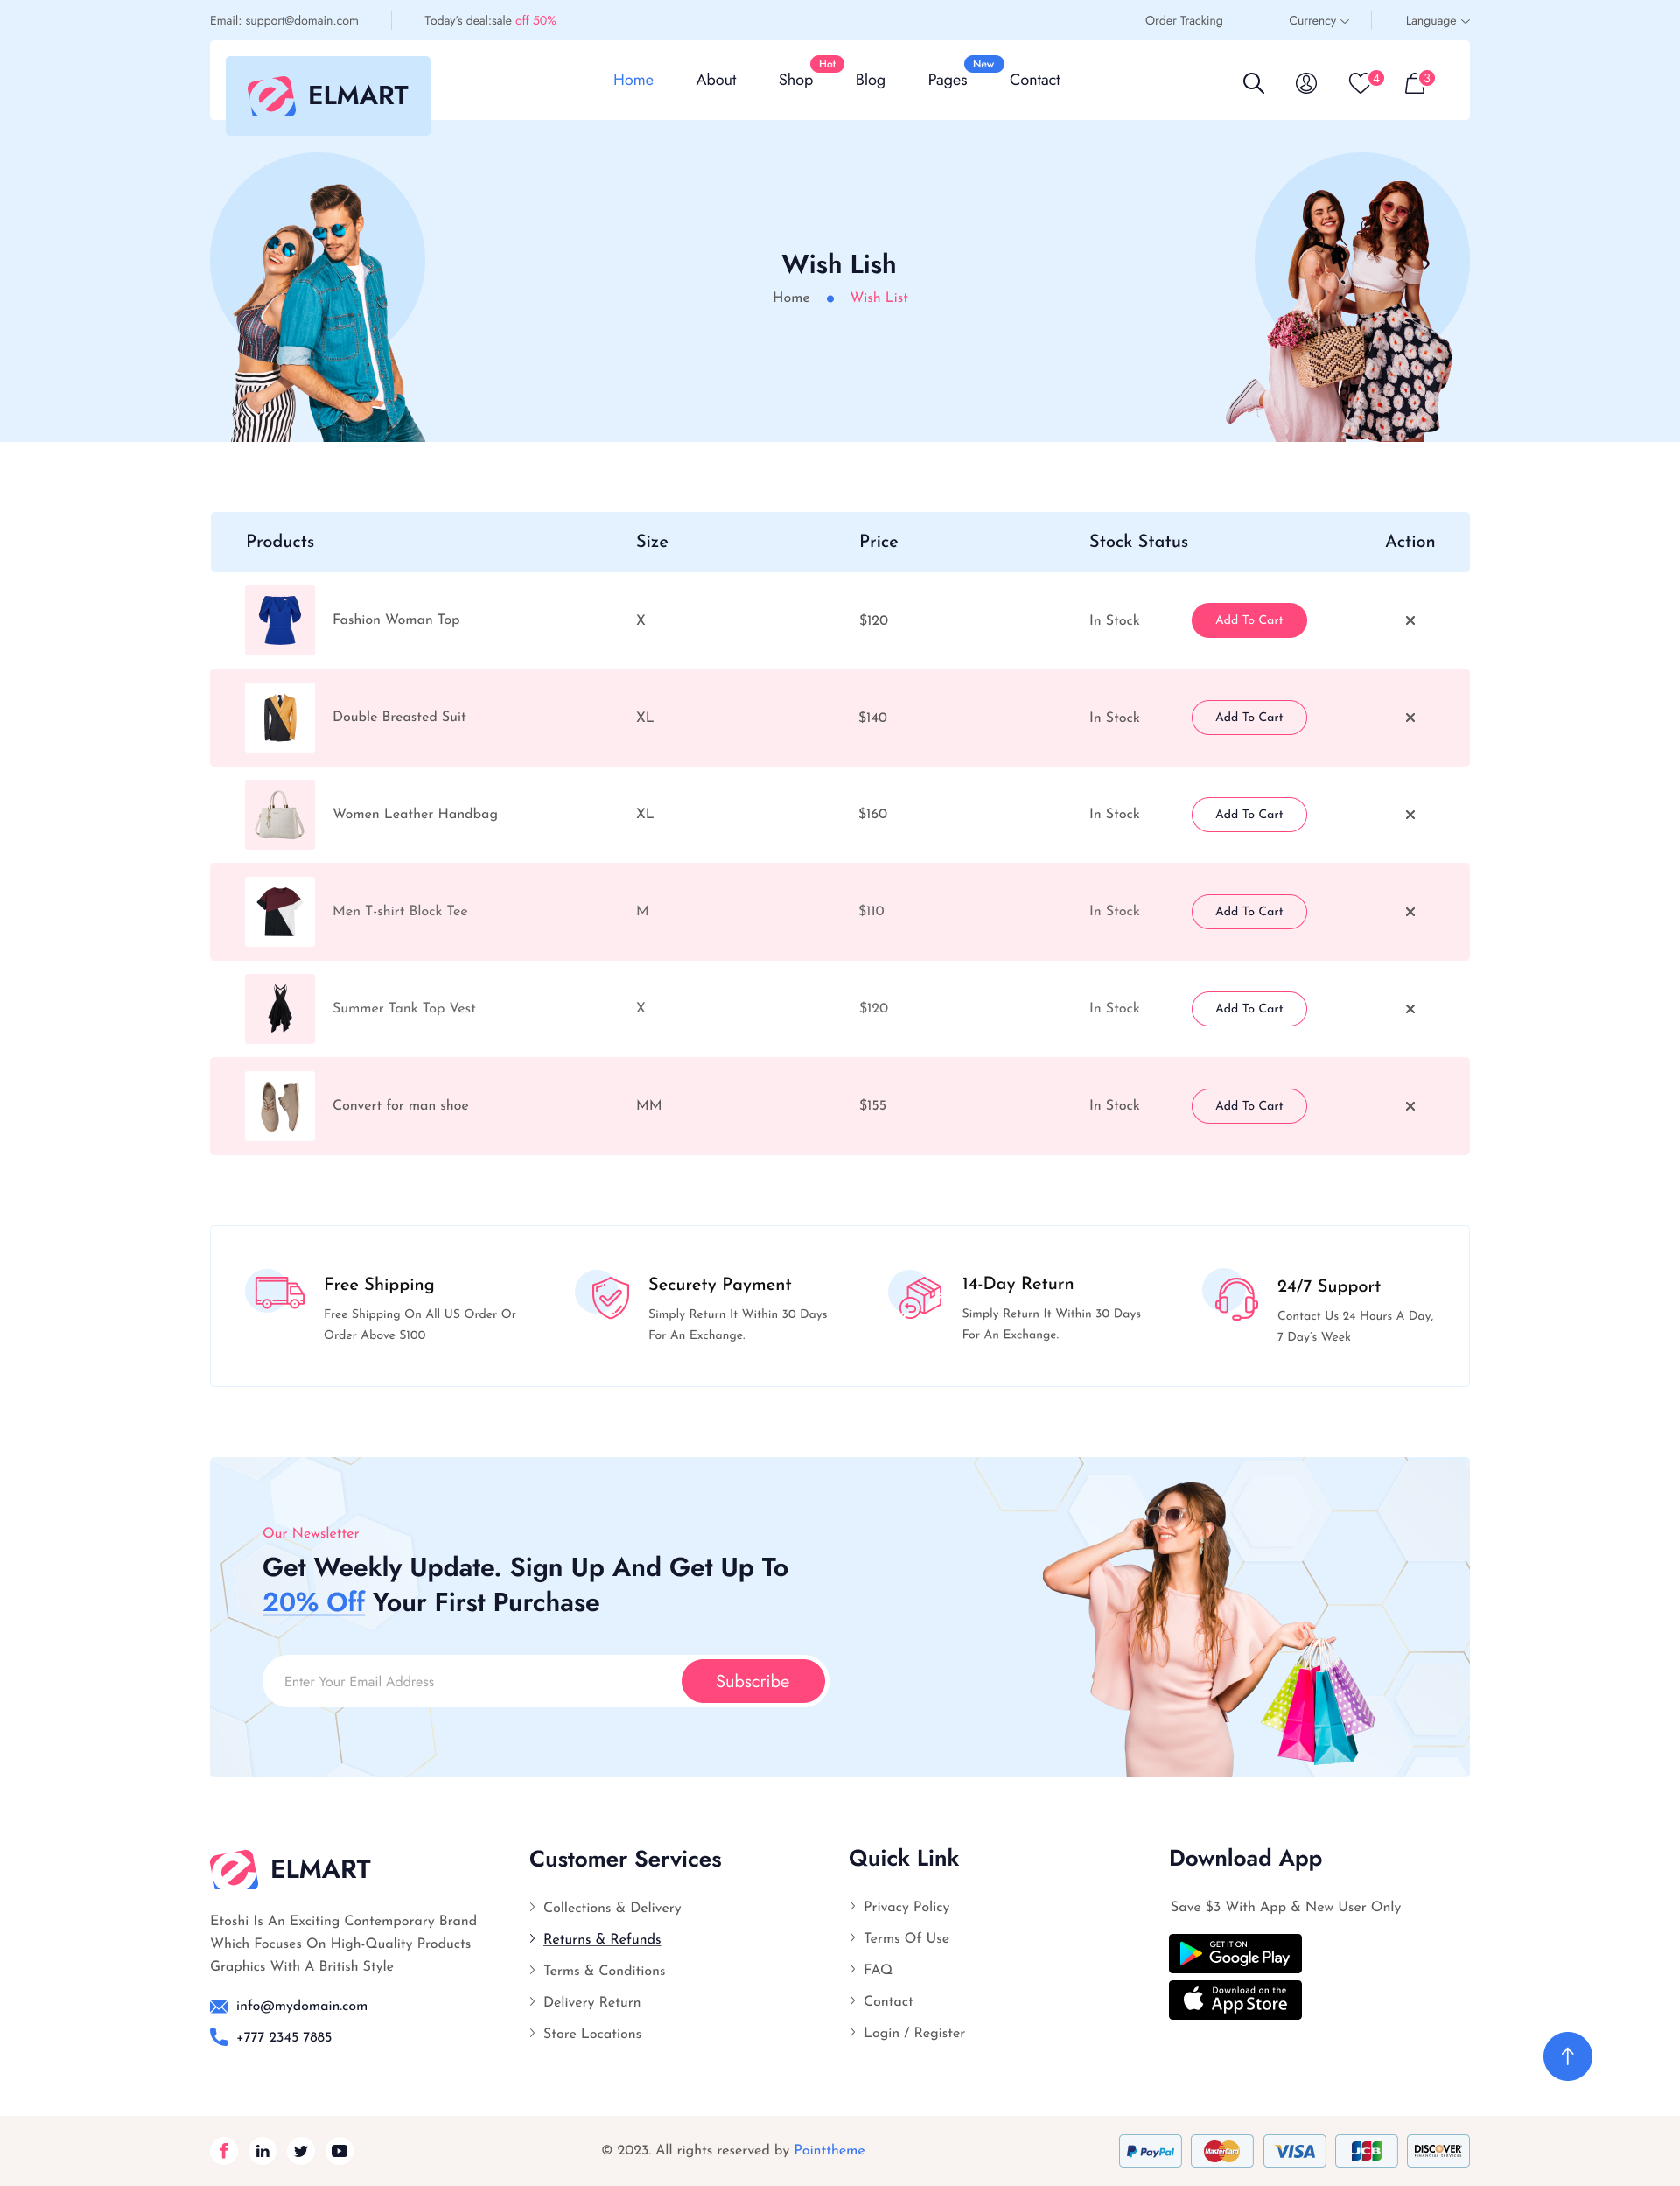 Email: support@domain.com
Today's deal:sale off 50%
Order Tracking
Currency
Language
ELMART
Home
About
Shop
Hot
Blog
Pages
New
Contact
4
3
Wish Lish
Home
Wish List
Products
Size
Price
Stock Status
Action
Fashion Woman Top
X
$120
In Stock
Add To Cart
Double Breasted Suit
XL
$140
In Stock
Add To Cart
Women Leather Handbag
XL
$160
In Stock
Add To Cart
Men T-shirt Block Tee
M
$110
In Stock
Add To Cart
Summer Tank Top Vest
X
$120
In Stock
Add To Cart
Convert for man shoe
MM
$155
In Stock
Add To Cart
Free Shipping
Free Shipping On All US Order Or
Order Above $100
Securety Payment
Simply Return It Within 30 Days
For An Exchange.
14-Day Return
Simply Return It Within 30 Days
For An Exchange.
24/7 Support
Contact Us 24 Hours A Day,
7 Day's Week
Our Newsletter
Get Weekly Update. Sign Up And Get Up To
20% Off Your First Purchase
Enter Your Email Address
Subscribe
ELMART
Etoshi Is An Exciting Contemporary Brand
Which Focuses On High-Quality Products
Graphics With A British Style
info@mydomain.com
+777 2345 7885
Customer Services
Collections & Delivery
Returns & Refunds
Terms & Conditions
Delivery Return
Store Locations
Quick Link
Privacy Policy
Terms Of Use
FAQ
Contact
Login / Register
Download App
Save $3 With App & New User Only
GET IT ON
Google Play
Download on the
App Store
© 2023. All rights reserved by Pointtheme
PayPal
MasterCard
VISA
JCB
DISCOVER
FINANCIAL SERVICES